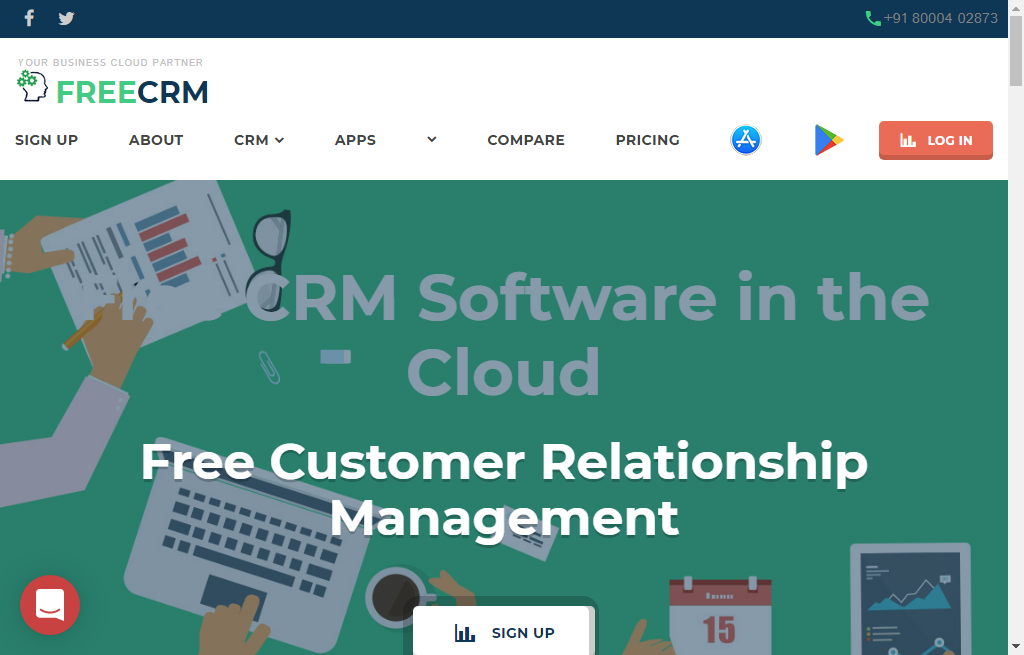 +91 80004 02873
YOUR BUSINESS CLOUD PARTNER
FREECRM
SIGN UP ABOUT CRM APPS COMPARE PRICING LOG IN
Free CRM Software in the
Cloud
Free Customer Relationship
Management
15
SIGN UP